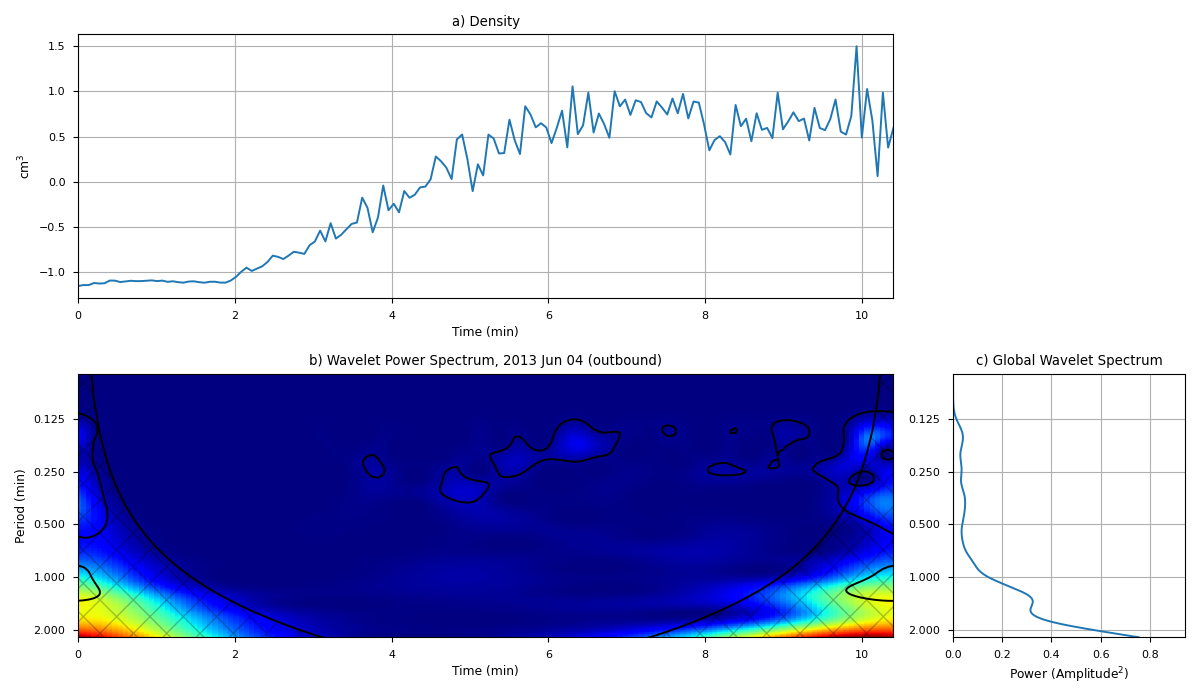 a) Density
1.5
1.0
0.5
0.0
−0.5
−1.0
cm³
0 2 4 6 8 10
Time (min)
b) Wavelet Power Spectrum, 2013 Jun 04 (outbound)
0.125
0.250
0.500
1.000
2.000
Period (min)
0 2 4 6 8 10
Time (min)
c) Global Wavelet Spectrum
0.125
0.250
0.500
1.000
2.000
0.0 0.2 0.4 0.6 0.8
Power (Amplitude²)